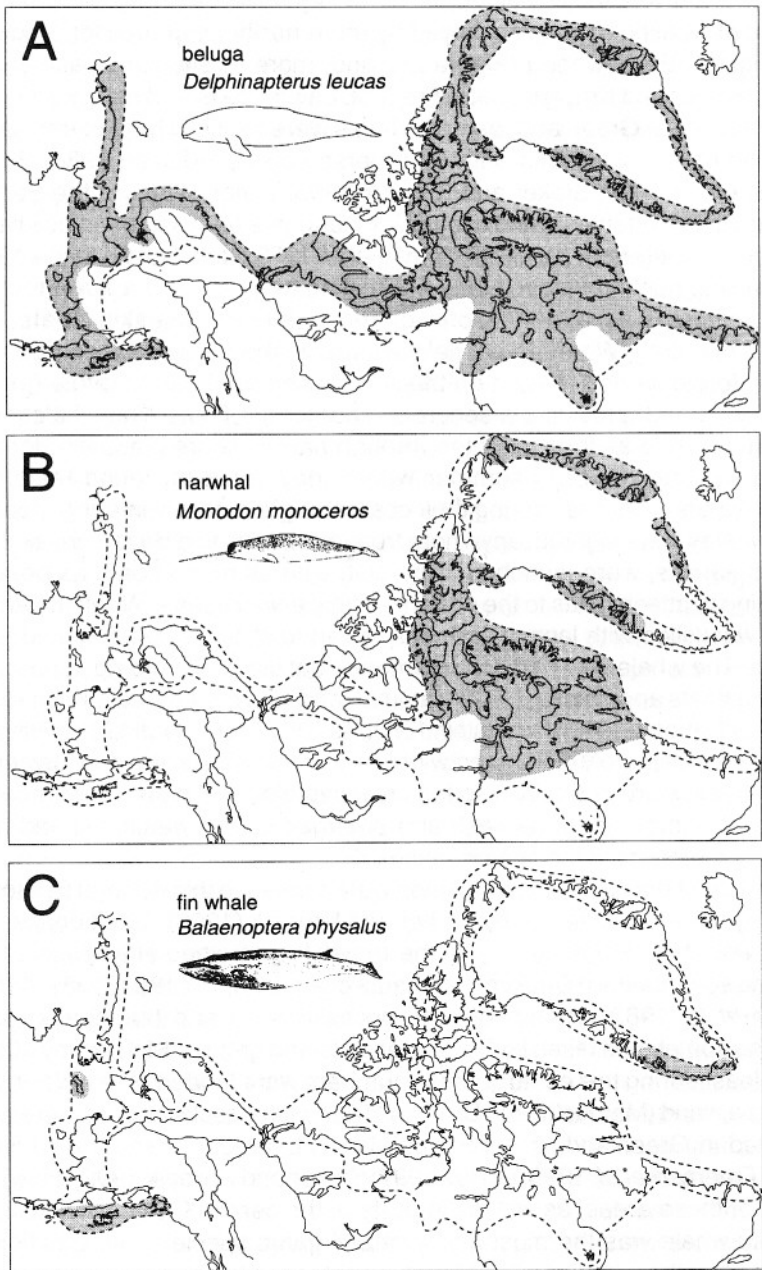 A
beluga
Delphinapterus leucas
B
narwhal
Monodon monoceros
C
fin whale
Balaenoptera physalus